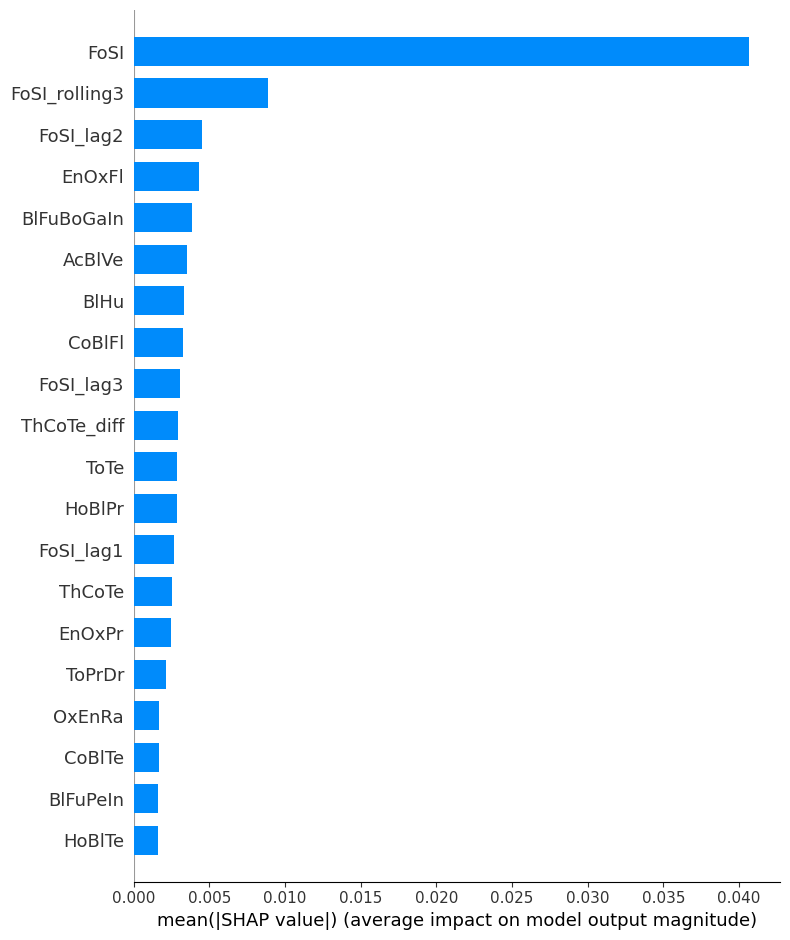 FoSI
FoSI_rolling3
FoSI_lag2
EnOxFl
BlFuBoGaIn
AcBlVe
BlHu
CoBlFl
FoSI_lag3
ThCoTe_diff
ToTe
HoBlPr
FoSI_lag1
ThCoTe
EnOxPr
ToPrDr
OxEnRa
CoBlTe
BlFuPeIn
HoBlTe
0.000 0.005 0.010 0.015 0.020 0.025 0.030 0.035 0.040
mean(|SHAP value|) (average impact on model output magnitude)